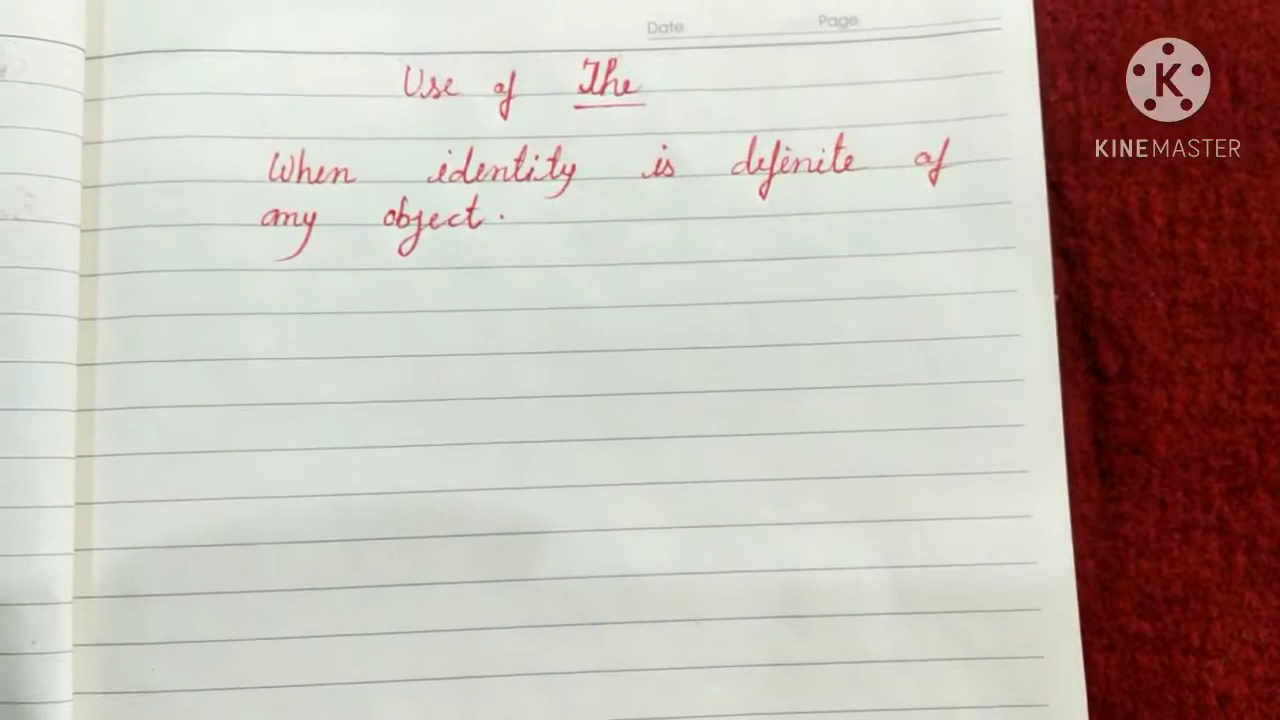 Date Page
Use of The
When identity is definite of
any object.
K
KINEMASTER